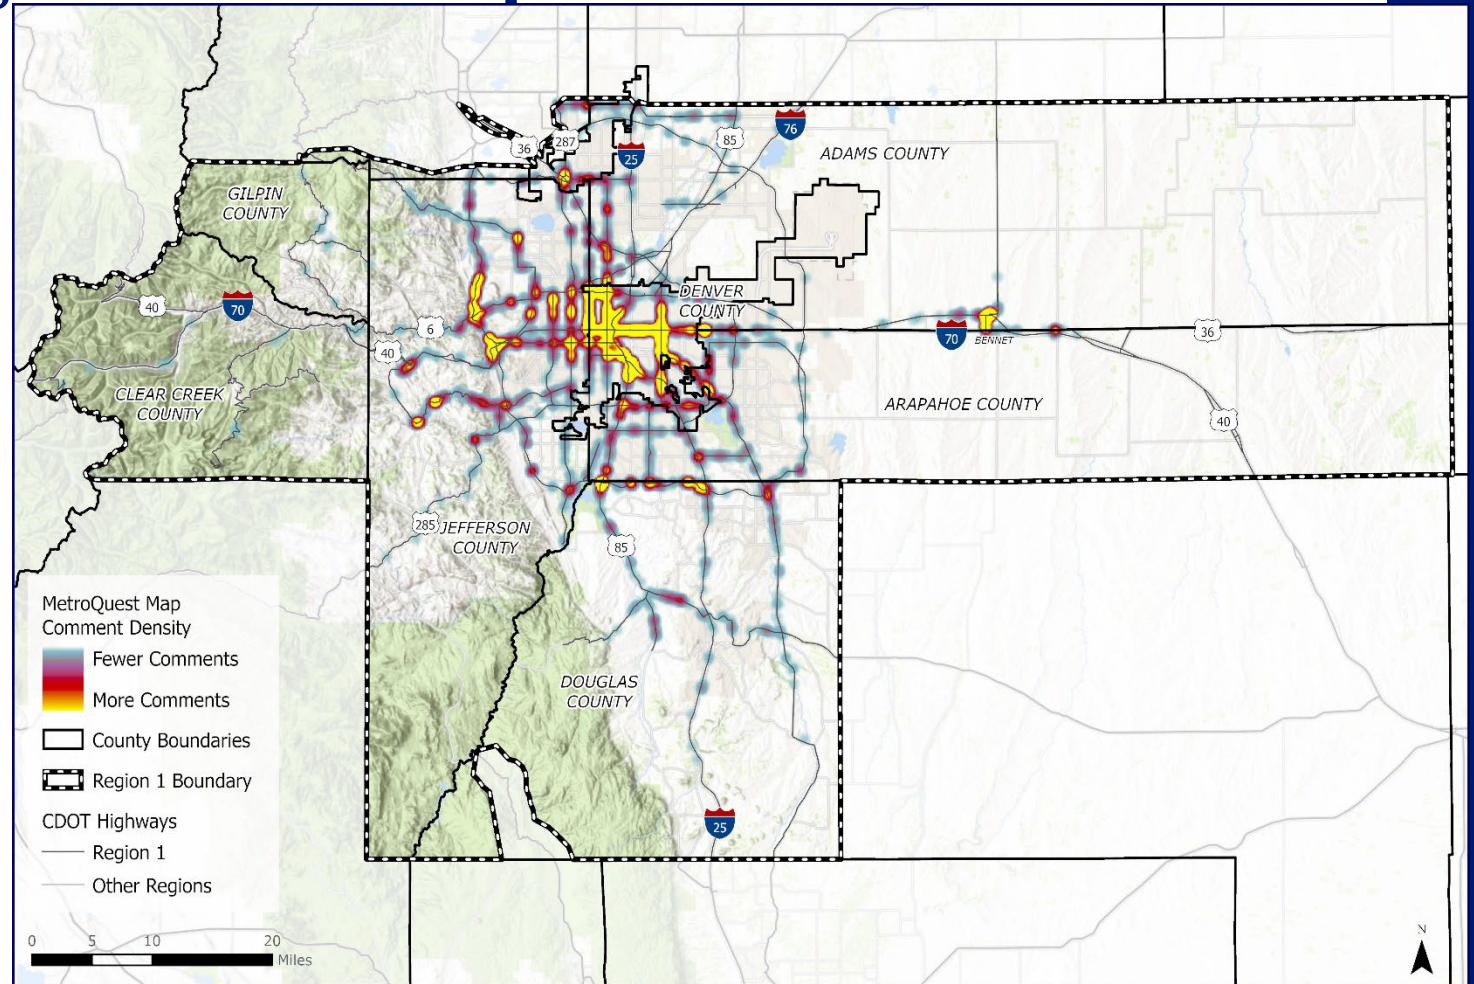 76
85
36
287
25
ADAMS COUNTY
GILPIN
COUNTY
DENVER
COUNTY
40
70
6
70
36
BENNET
40
CLEAR CREEK
COUNTY
ARAPAHOE COUNTY
40
285
JEFFERSON
COUNTY
85
MetroQuest Map
Comment Density
Fewer Comments
More Comments
County Boundaries
Region 1 Boundary
CDOT Highways
Region 1
Other Regions
DOUGLAS
COUNTY
25
0 5 10 20
Miles
N